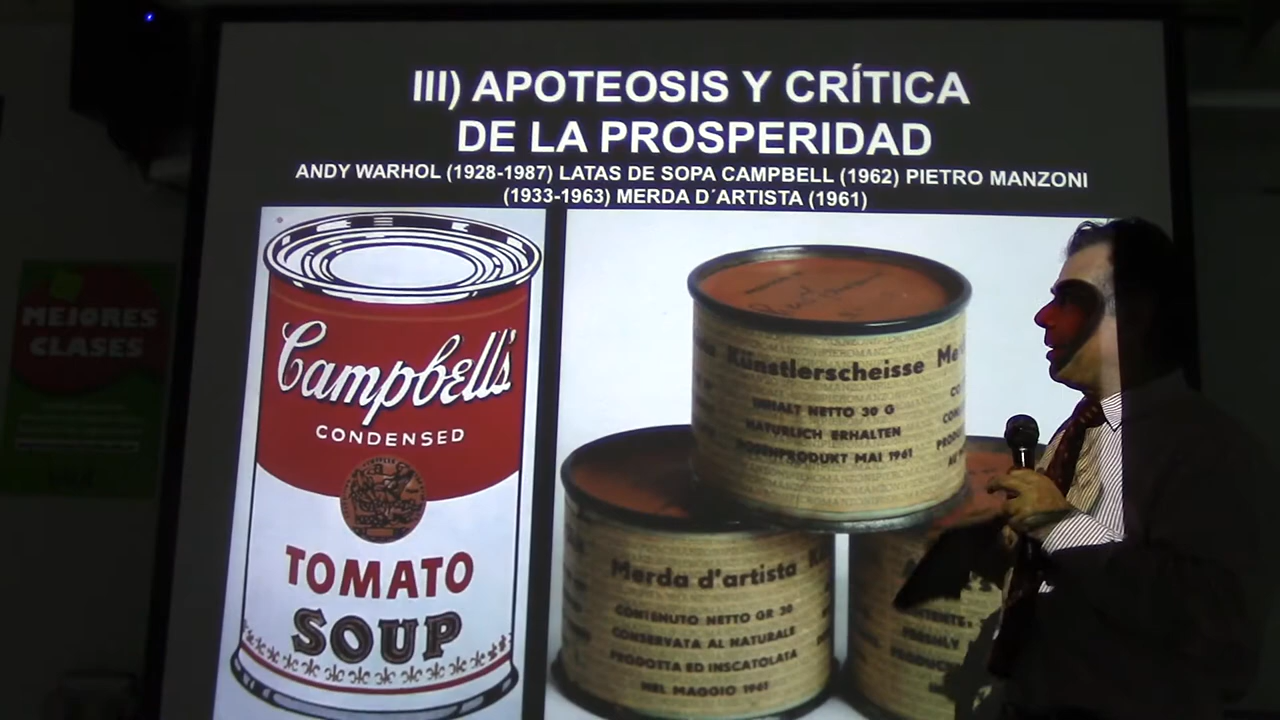 III) APOTEOSIS Y CRÍTICA
DE LA PROSPERIDAD
ANDY WARHOL (1928-1987) LATAS DE SOPA CAMPBELL (1962) PIETRO MANZONI
(1933-1963) MERDA D´ARTISTA (1961)
Campbell's
CONDENSED
TOMATO
SOUP
Künstlerscheisse
INHALT NETTO 30 G
NATURLICH ERHALTEN
MAI 1961
Merda d'artista
CONTENUTO NETTO GR 30
CONSERVATA AL NATURALE
PRODOTTA ED INSCATOLATA
NEL MAGGIO 1961
MEJORES
CLASES